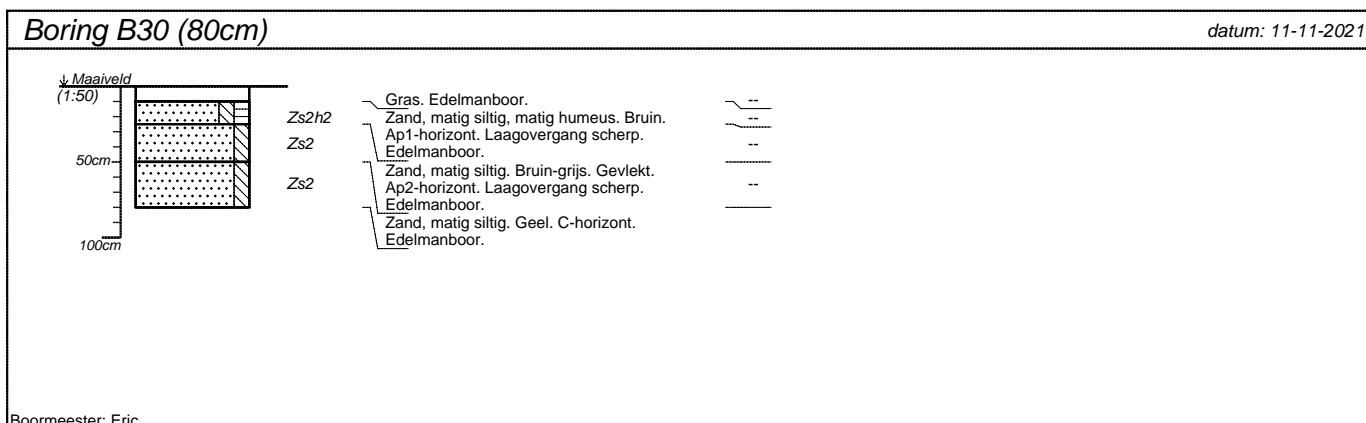 Boring B30 (80cm)
datum: 11-11-2021
Maaiveld
(1:50)
50cm
100cm
Zs2h2
Zs2
Zs2
Gras. Edelmanboor.
Zand, matig siltig, matig humeus. Bruin.
Ap1-horizont. Laagovergang scherp.
Edelmanboor.
Zand, matig siltig. Bruin-grijs. Gevlekt.
Ap2-horizont. Laagovergang scherp.
Edelmanboor.
Zand, matig siltig. Geel. C-horizont.
Edelmanboor.
--
--
--
--
Boormeester: Eric